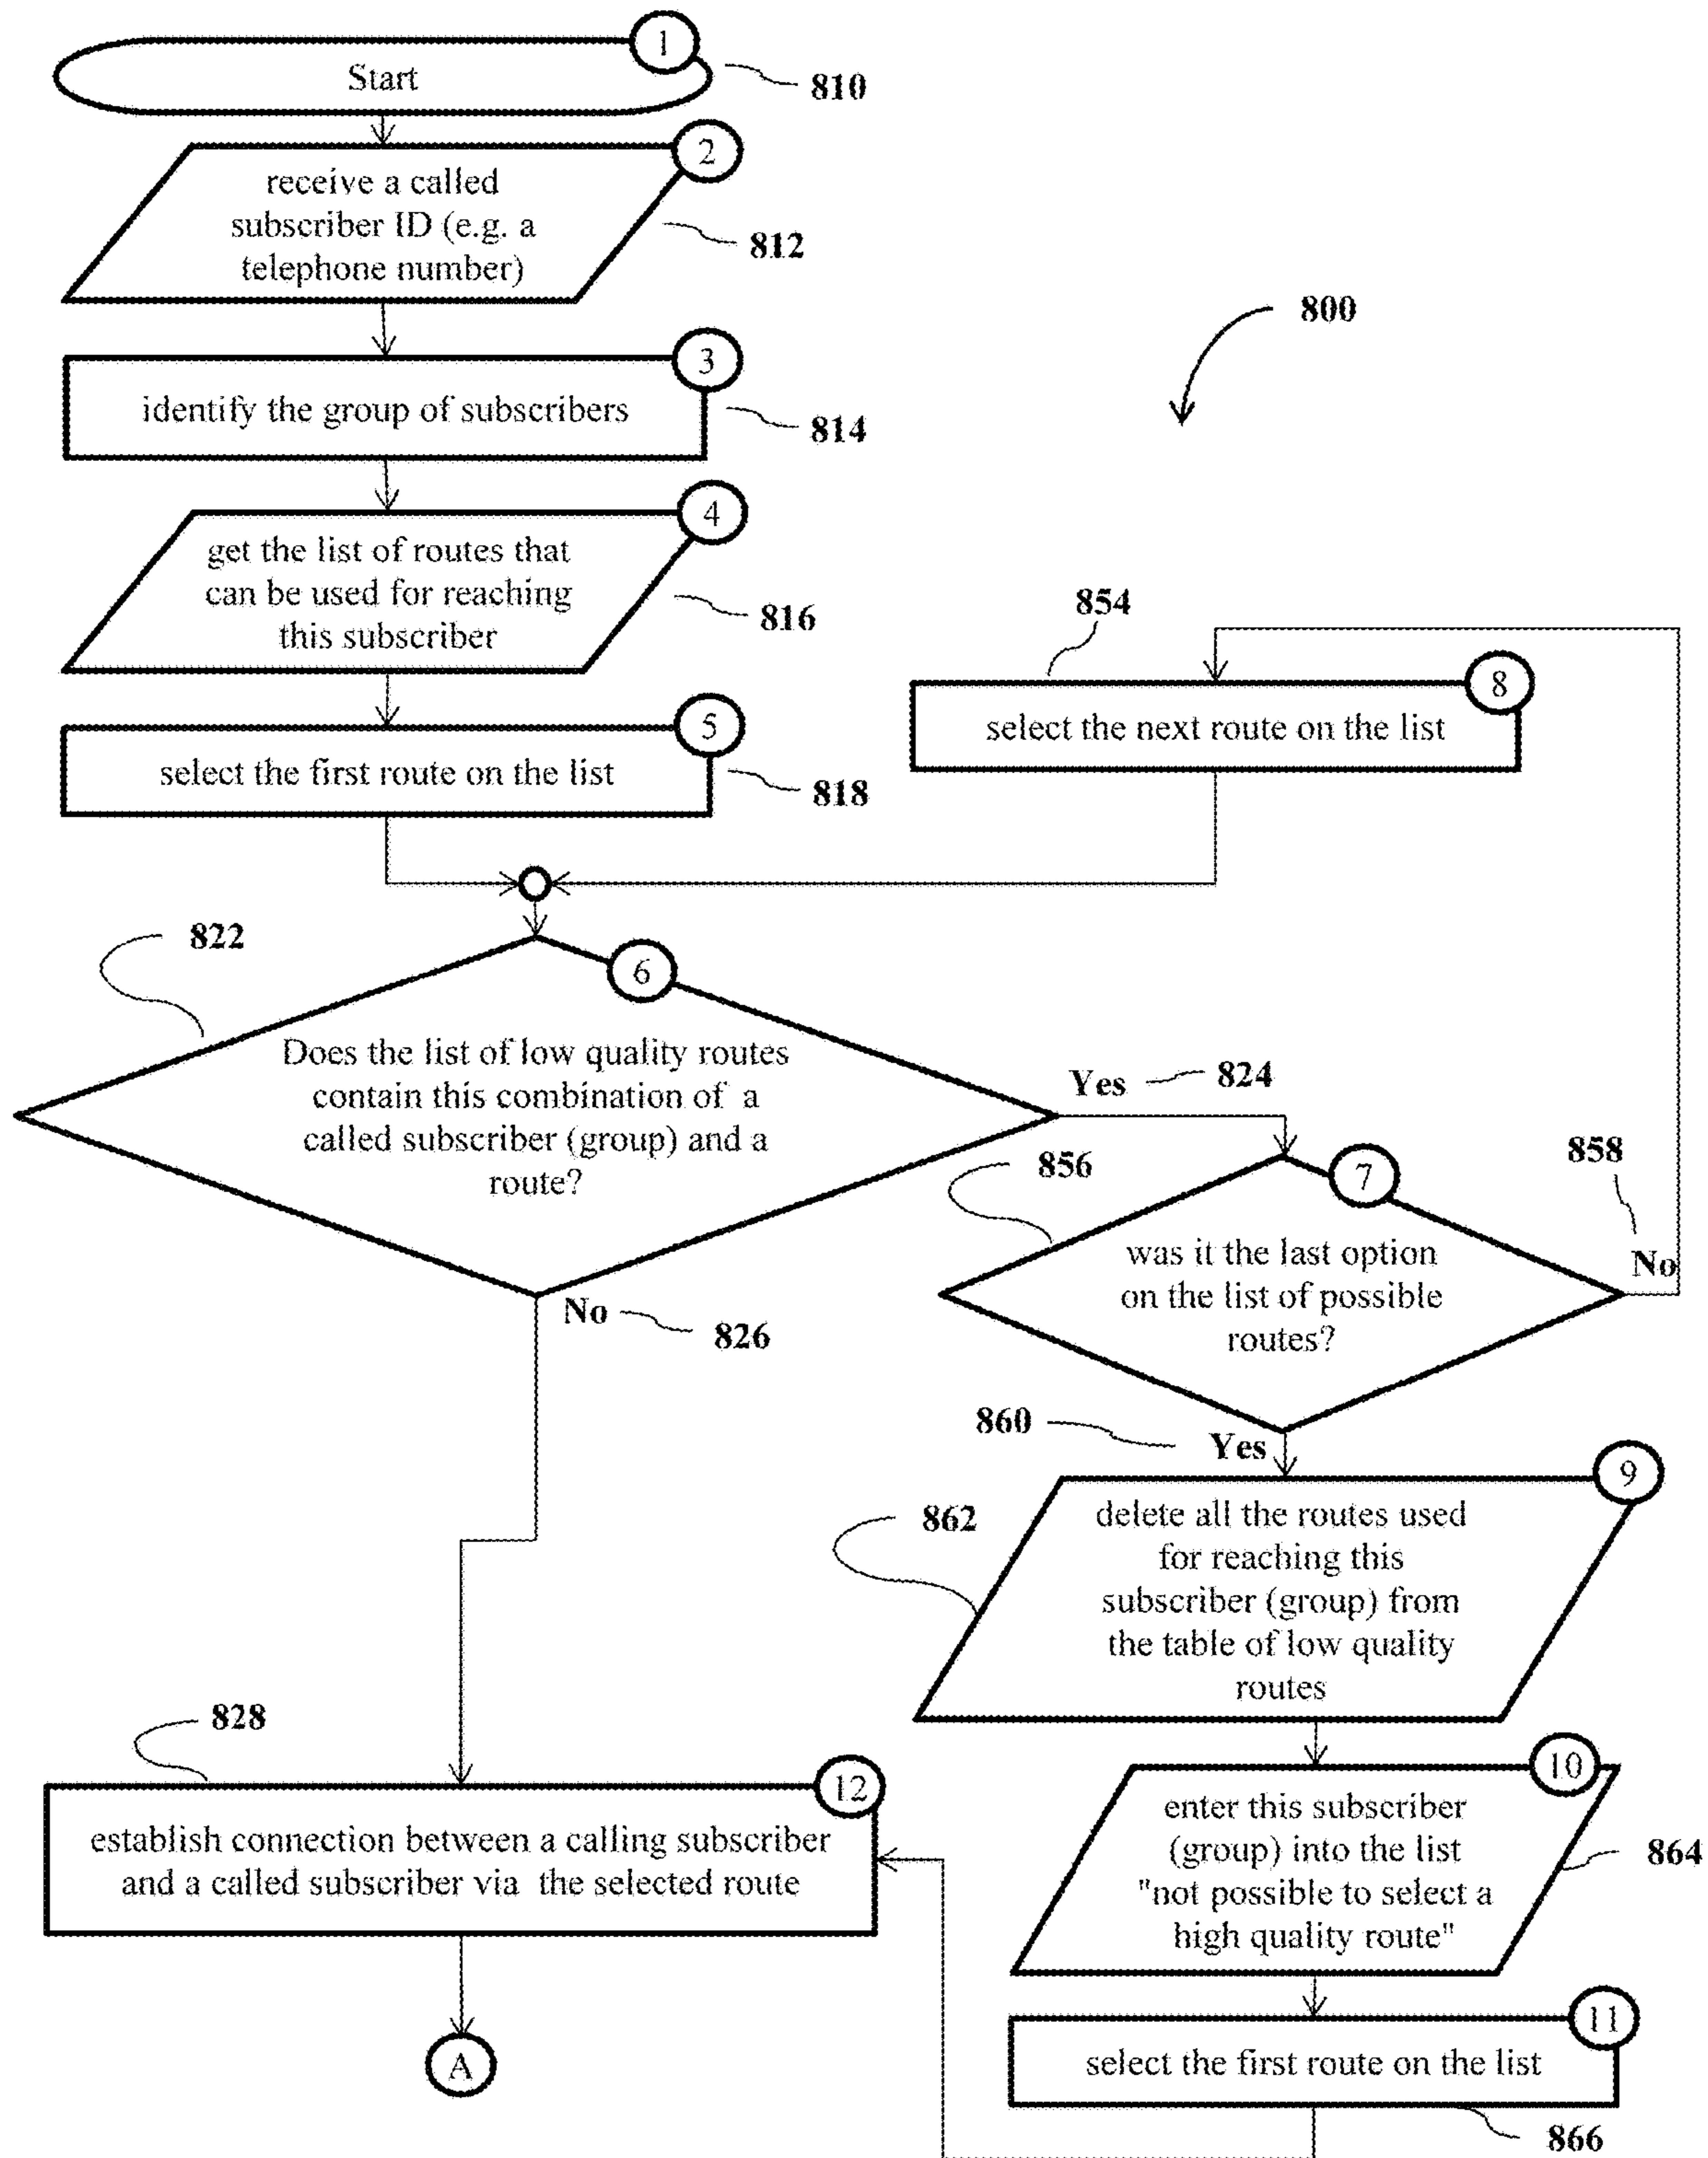 1
Start
810
2
receive a called
subscriber ID (e.g. a
telephone number)
812
800
3
identify the group of subscribers
814
4
get the list of routes that
can be used for reaching
this subscriber
816
854
8
select the next route on the list
5
select the first route on the list
818
822
6
Does the list of low quality routes
contain this combination of a
called subscriber (group) and a
route?
Yes
824
No
826
856
7
was it the last option
on the list of possible
routes?
858
No
860
Yes
9
862
delete all the routes used
for reaching this
subscriber (group) from
the table of low quality
routes
10
enter this subscriber
(group) into the list
"not possible to select a
high quality route"
864
828
12
establish connection between a calling subscriber
and a called subscriber via the selected route
A
11
select the first route on the list
866